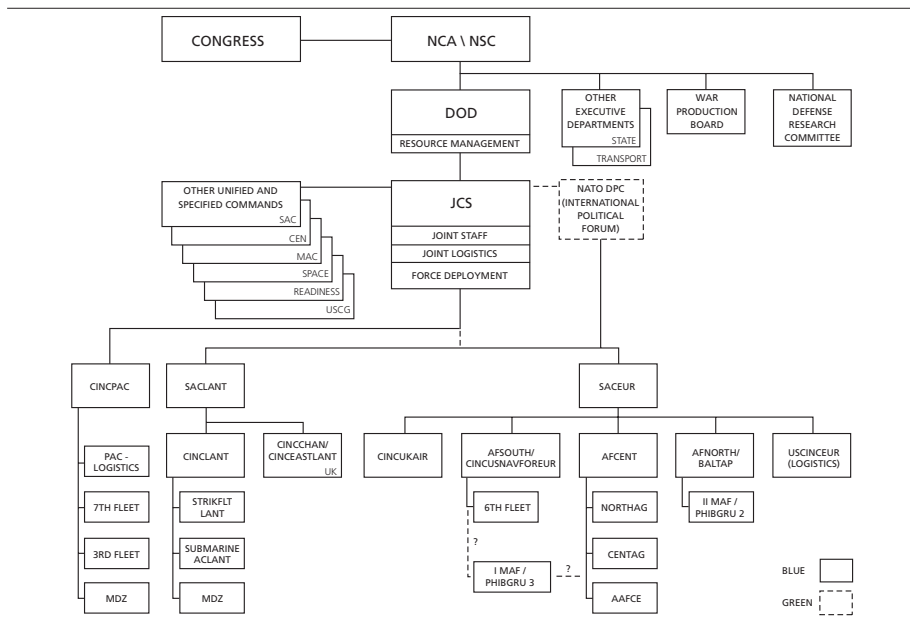 CONGRESS
NCA \ NSC
DOD
RESOURCE MANAGEMENT
OTHER
EXECUTIVE
DEPARTMENTS
STATE
TRANSPORT
WAR
PRODUCTION
BOARD
NATIONAL
DEFENSE
RESEARCH
COMMITTEE
OTHER UNIFIED AND
SPECIFIED COMMANDS
SAC
CEN
MAC
SPACE
READINESS
USCG
JCS
JOINT STAFF
JOINT LOGISTICS
FORCE DEPLOYMENT
NATO DPC
(INTERNATIONAL
POLITICAL
FORUM)
CINCPAC
SACLANT
SACEUR
PAC -
LOGISTICS
7TH FLEET
3RD FLEET
MDZ
CINCLANT
STRIKFLT
LANT
SUBMARINE
ACLANT
MDZ
CINCCHAN/
CINCEASTLANT
UK
CINCUKAIR
AFSOUTH/
CINCUSNAVFOREUR
6TH FLEET
?
I MAF /
PHIBGRU 3
?
AFCENT
NORTHAG
CENTAG
AAFCE
AFNORTH/
BALTAP
II MAF /
PHIBGRU 2
USCINCEUR
(LOGISTICS)
BLUE
GREEN